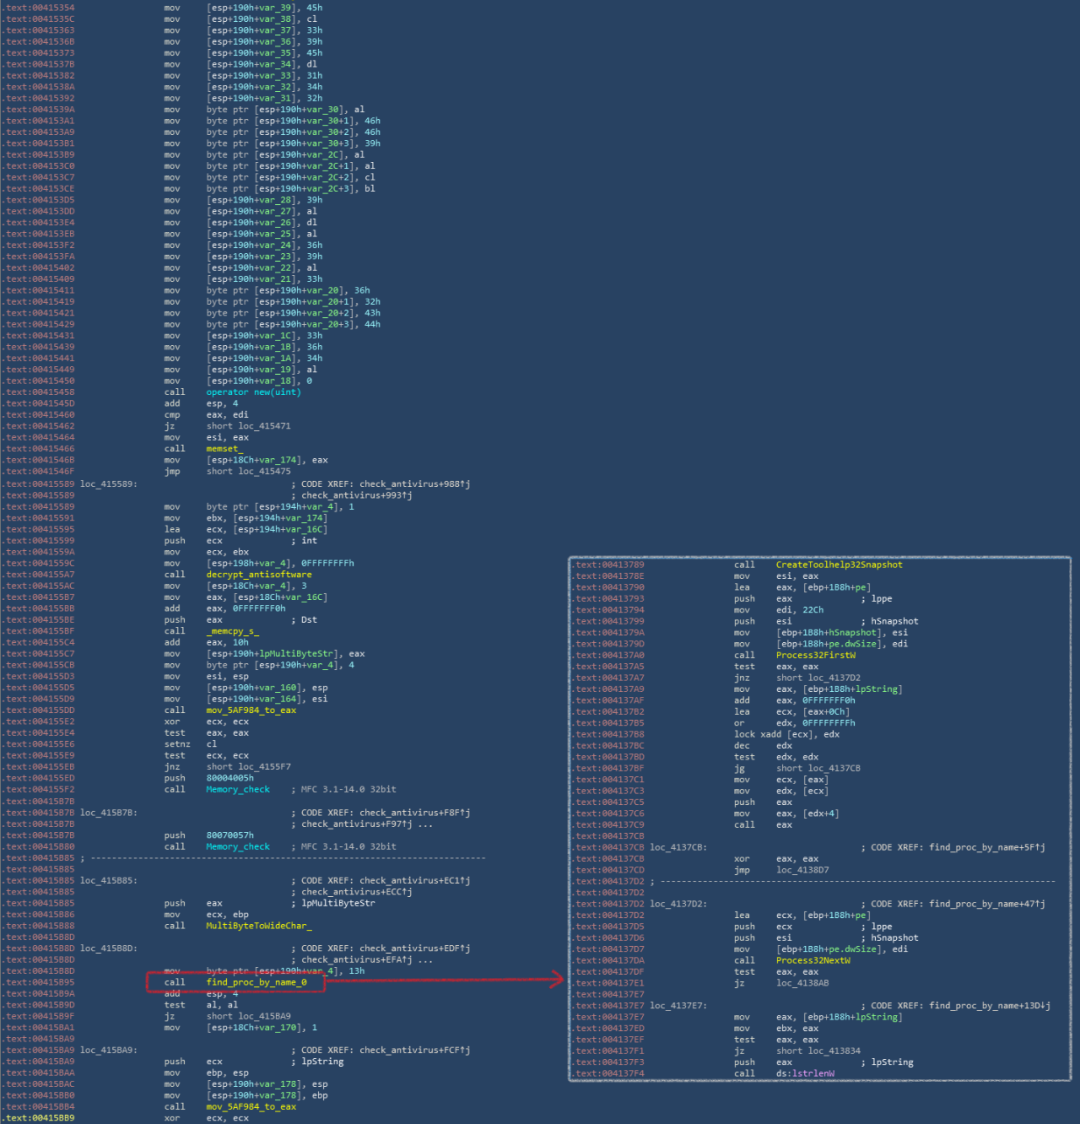 .text:00415354 mov [esp+190h+var_39], 45h
.text:0041535C mov [esp+190h+var_38], cl
.text:00415363 mov [esp+190h+var_37], 33h
.text:0041536B mov [esp+190h+var_36], 39h
.text:00415373 mov [esp+190h+var_35], 45h
.text:0041537B mov [esp+190h+var_34], dl
.text:00415382 mov [esp+190h+var_33], 31h
.text:0041538A mov [esp+190h+var_32], 34h
.text:00415392 mov [esp+190h+var_31], 32h
.text:0041539A mov byte ptr [esp+190h+var_30], al
.text:004153A1 mov byte ptr [esp+190h+var_30+1], 46h
.text:004153A9 mov byte ptr [esp+190h+var_30+2], 46h
.text:004153B1 mov byte ptr [esp+190h+var_30+3], 39h
.text:004153B9 mov byte ptr [esp+190h+var_2C], al
.text:004153C0 mov byte ptr [esp+190h+var_2C+1], al
.text:004153C7 mov byte ptr [esp+190h+var_2C+2], cl
.text:004153CE mov byte ptr [esp+190h+var_2C+3], bl
.text:004153D5 mov [esp+190h+var_28], 39h
.text:004153DD mov [esp+190h+var_27], al
.text:004153E4 mov [esp+190h+var_26], dl
.text:004153EB mov [esp+190h+var_25], al
.text:004153F2 mov [esp+190h+var_24], 36h
.text:004153FA mov [esp+190h+var_23], 39h
.text:00415402 mov [esp+190h+var_22], al
.text:00415409 mov [esp+190h+var_21], 33h
.text:00415411 mov byte ptr [esp+190h+var_20], 36h
.text:00415419 mov byte ptr [esp+190h+var_20+1], 32h
.text:00415421 mov byte ptr [esp+190h+var_20+2], 43h
.text:00415429 mov byte ptr [esp+190h+var_20+3], 44h
.text:00415431 mov [esp+190h+var_1C], 33h
.text:00415439 mov [esp+190h+var_1B], 36h
.text:00415441 mov [esp+190h+var_1A], 34h
.text:00415449 mov [esp+190h+var_19], al
.text:00415450 mov [esp+190h+var_18], 0
.text:00415458 call operator new(uint)
.text:0041545D add esp, 4
.text:00415460 cmp eax, edi
.text:00415462 jz short loc_415471
.text:00415464 mov esi, eax
.text:00415466 call memset_
.text:0041546B mov [esp+18Ch+var_174], eax
.text:0041546F jmp short loc_415475
.text:00415589 loc_415589: ; CODE XREF: check_antivirus+988↑j
.text:00415589 ; check_antivirus+993↑j
.text:00415589 mov byte ptr [esp+194h+var_4], 1
.text:00415591 mov ebx, [esp+194h+var_174]
.text:00415595 lea ecx, [esp+194h+var_16C]
.text:00415599 push ecx ; int
.text:0041559A mov ecx, ebx
.text:0041559C mov [esp+198h+var_4], 0FFFFFFFFh
.text:004155A7 call decrypt_antisoftware
.text:004155AC mov [esp+18Ch+var_4], 3
.text:004155B7 mov eax, [esp+18Ch+var_16C]
.text:004155BB add eax, 0FFFFFFF0h
.text:004155BE push eax ; Dst
.text:004155BF call _memcpy_s_
.text:004155C4 add eax, 10h
.text:004155C7 mov [esp+190h+lpMultiByteStr], eax
.text:004155CB mov byte ptr [esp+190h+var_4], 4
.text:004155D3 mov esi, esp
.text:004155D5 mov [esp+190h+var_160], esp
.text:004155D9 mov [esp+190h+var_164], esi
.text:004155DD call mov_5AF984_to_eax
.text:004155E2 xor ecx, ecx
.text:004155E4 test eax, eax
.text:004155E6 setnz cl
.text:004155E9 test ecx, ecx
.text:004155EB jnz short loc_4155F7
.text:004155ED push 80004005h
.text:004155F2 call Memory_check ; MFC 3.1-14.0 32bit
.text:00415B7B
.text:00415B7B loc_415B7B: ; CODE XREF: check_antivirus+F8F↑j
.text:00415B7B ; check_antivirus+F97↑j ...
.text:00415B7B push 80070057h
.text:00415B80 call Memory_check ; MFC 3.1-14.0 32bit
.text:00415B85 ; ---------------------------------------------------------------------------
.text:00415B85
.text:00415B85 loc_415B85: ; CODE XREF: check_antivirus+EC1↑j
.text:00415B85 ; check_antivirus+ECC↑j
.text:00415B85 push eax ; lpMultiByteStr
.text:00415B86 mov ecx, ebp
.text:00415B88 call MultiByteToWideChar_
.text:00415B8D
.text:00415B8D loc_415B8D: ; CODE XREF: check_antivirus+EDF↑j
.text:00415B8D ; check_antivirus+EFA↑j ...
.text:00415B8D mov byte ptr [esp+190h+var_4], 13h
.text:00415B95 call find_proc_by_name_0
.text:00415B9A add esp, 4
.text:00415B9D test al, al
.text:00415B9F jz short loc_415BA9
.text:00415BA1 mov [esp+18Ch+var_170], 1
.text:00415BA9
.text:00415BA9 loc_415BA9: ; CODE XREF: check_antivirus+FCF↑j
.text:00415BA9 push ecx ; lpString
.text:00415BAA mov ebp, esp
.text:00415BAC mov [esp+190h+var_178], esp
.text:00415BB0 mov [esp+190h+var_178], ebp
.text:00415BB4 call mov_5AF984_to_eax
.text:00415BB9 xor ecx, ecx
.text:00413789 call CreateToolhelp32Snapshot
.text:0041378E mov esi, eax
.text:00413790 lea eax, [ebp+1B8h+pe]
.text:00413793 push eax ; lppe
.text:00413794 mov edi, 22Ch
.text:00413799 push esi ; hSnapshot
.text:0041379A mov [ebp+1B8h+hSnapshot], esi
.text:0041379D mov [ebp+1B8h+pe.dwSize], edi
.text:004137A0 call Process32FirstW
.text:004137A5 test eax, eax
.text:004137A7 jnz short loc_4137D2
.text:004137A9 mov eax, [ebp+1B8h+lpString]
.text:004137AF add eax, 0FFFFFFF0h
.text:004137B2 lea ecx, [eax+0Ch]
.text:004137B5 or edx, 0FFFFFFFFh
.text:004137B8 lock xadd [ecx], edx
.text:004137BC dec edx
.text:004137BD test edx, edx
.text:004137BF jg short loc_4137CB
.text:004137C1 mov ecx, [eax]
.text:004137C3 mov edx, [ecx]
.text:004137C5 push eax
.text:004137C6 mov eax, [edx+4]
.text:004137C9 call eax
.text:004137CB
.text:004137CB loc_4137CB: ; CODE XREF: find_proc_by_name+5F↑j
.text:004137CB xor eax, eax
.text:004137CD jmp loc_4138D7
.text:004137D2 ; ---------------------------------------------------------------------------
.text:004137D2
.text:004137D2 loc_4137D2: ; CODE XREF: find_proc_by_name+47↑j
.text:004137D2 lea ecx, [ebp+1B8h+pe]
.text:004137D5 push ecx ; lppe
.text:004137D6 push esi ; hSnapshot
.text:004137D7 mov [ebp+1B8h+pe.dwSize], edi
.text:004137DA call Process32NextW
.text:004137DF test eax, eax
.text:004137E1 jz loc_4138AB
.text:004137E7
.text:004137E7 loc_4137E7: ; CODE XREF: find_proc_by_name+13D↓j
.text:004137E7 mov eax, [ebp+1B8h+lpString]
.text:004137ED mov ebx, eax
.text:004137EF test eax, eax
.text:004137F1 jz short loc_413834
.text:004137F3 push eax ; lpString
.text:004137F4 call ds:lstrlenW